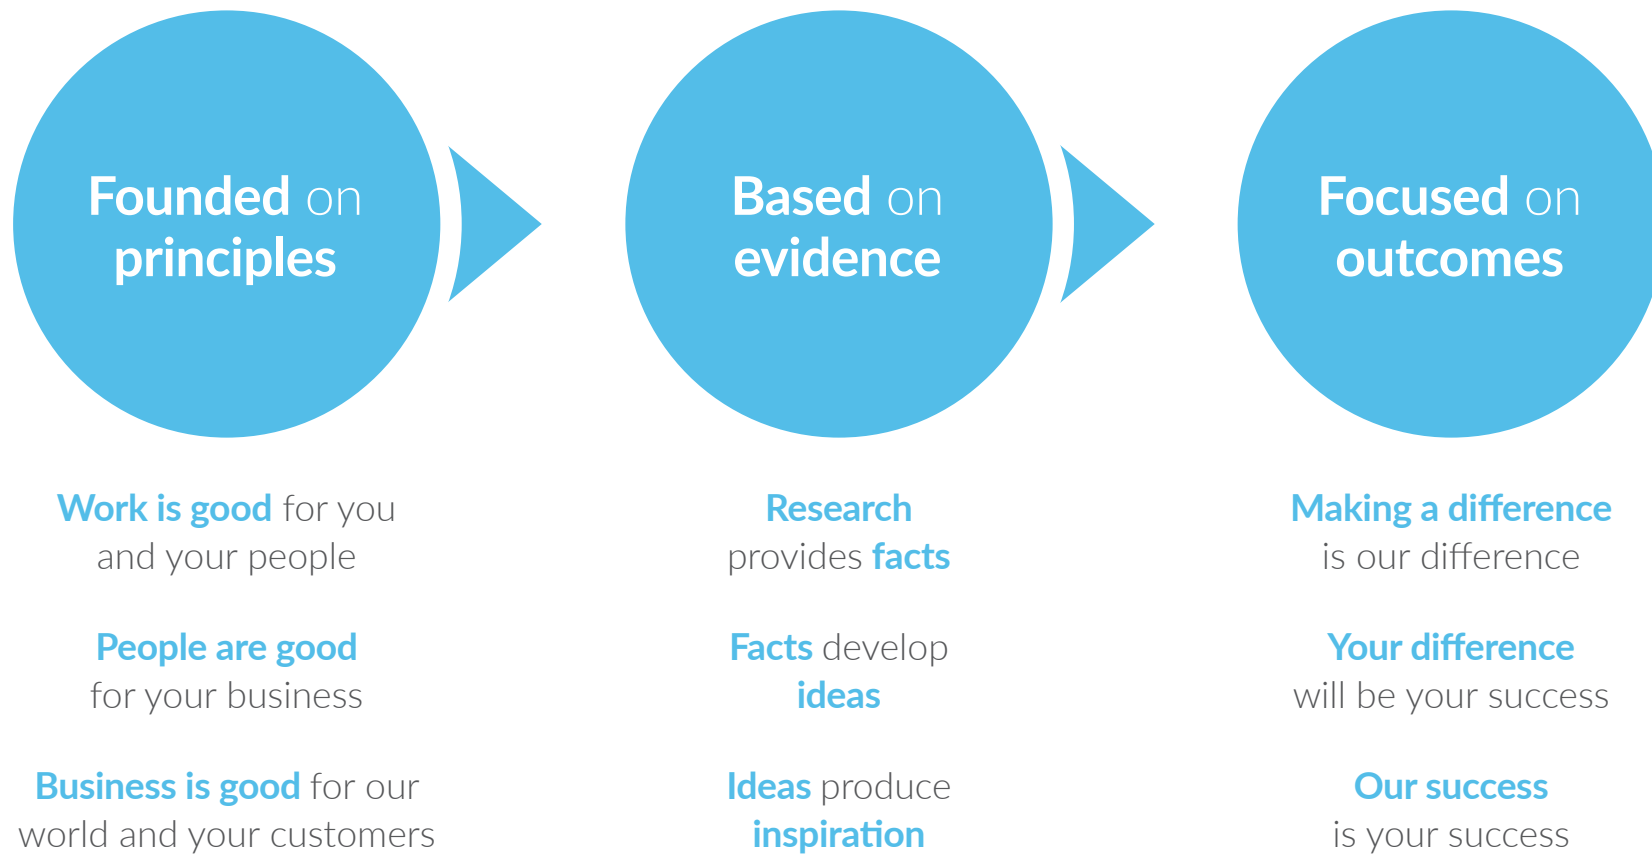 Founded on
principles
Work is good for you
and your people
People are good
for your business
Business is good for our
world and your customers
Based on
evidence
Research
provides facts
Facts develop
ideas
Ideas produce
inspiration
Focused on
outcomes
Making a difference
is our difference
Your difference
will be your success
Our success
is your success